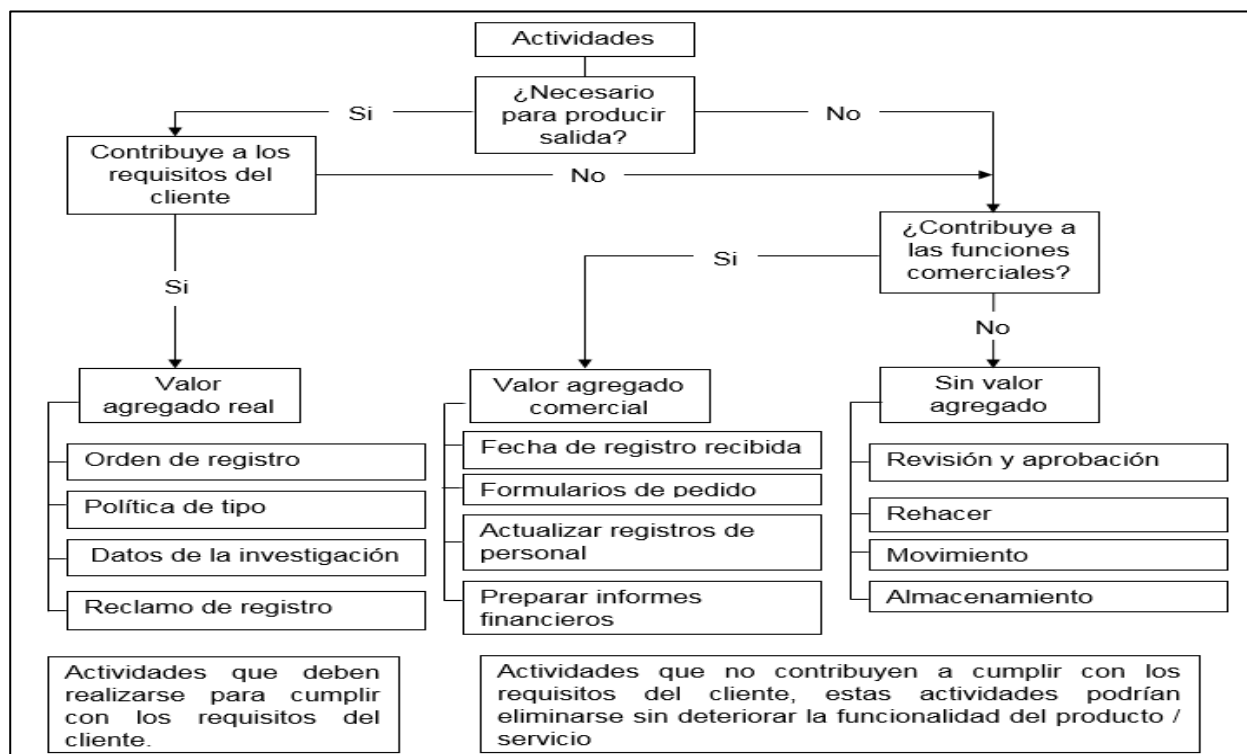 Actividades
¿Necesario
para producir
salida?
Si
No
Contribuye a los
requisitos del
cliente
No
¿Contribuye a
las funciones
comerciales?
Si
Si
No
Valor
agregado real
Valor agregado
comercial
Sin valor
agregado
Orden de registro
Política de tipo
Datos de la investigación
Reclamo de registro
Fecha de registro recibida
Formularios de pedido
Actualizar registros de
personal
Preparar informes
financieros
Revisión y aprobación
Rehacer
Movimiento
Almacenamiento
Actividades que deben
realizarse para cumplir
con los requisitos del
cliente.
Actividades que no contribuyen a cumplir con los
requisitos del cliente, estas actividades podrían
eliminarse sin deteriorar la funcionalidad del producto /
servicio